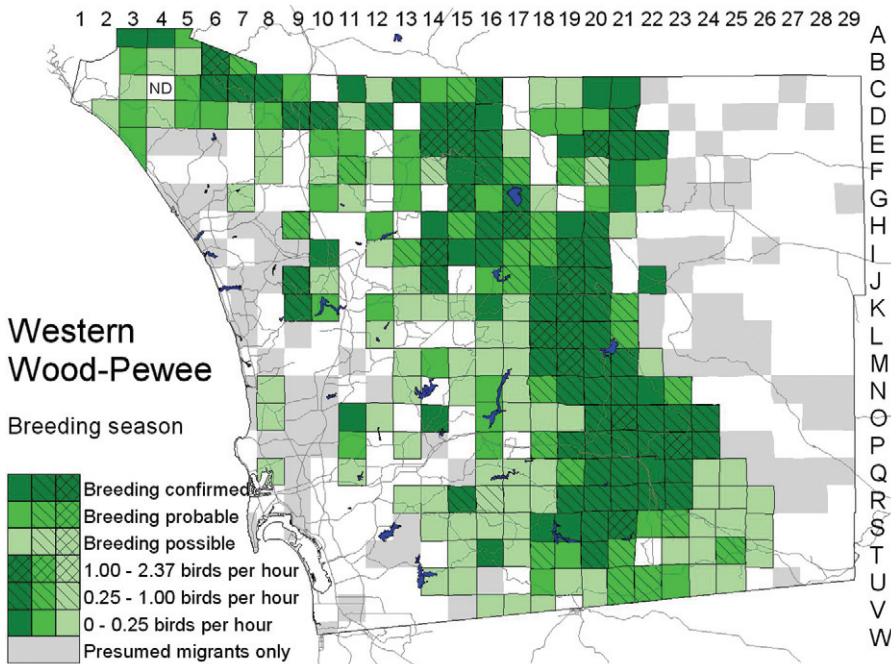 1 2 3 4 5 6 7 8 9 10 11 12 13 14 15 16 17 18 19 20 21 22 23 24 25 26 27 28 29
A
B
C
ND
D
E
F
G
H
I
J
K
L
M
N
O
P
Q
R
S
T
U
V
W
Western
Wood-Pewee
Breeding season
Breeding confirmed
Breeding probable
Breeding possible
1.00 - 2.37 birds per hour
0.25 - 1.00 birds per hour
0 - 0.25 birds per hour
Presumed migrants only